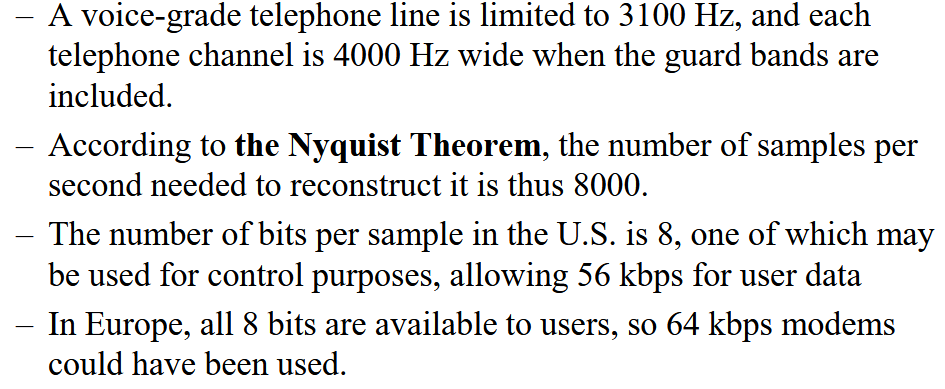 – A voice-grade telephone line is limited to 3100 Hz, and each
telephone channel is 4000 Hz wide when the guard bands are
included.
– According to the Nyquist Theorem, the number of samples per
second needed to reconstruct it is thus 8000.
– The number of bits per sample in the U.S. is 8, one of which may
be used for control purposes, allowing 56 kbps for user data
– In Europe, all 8 bits are available to users, so 64 kbps modems
could have been used.